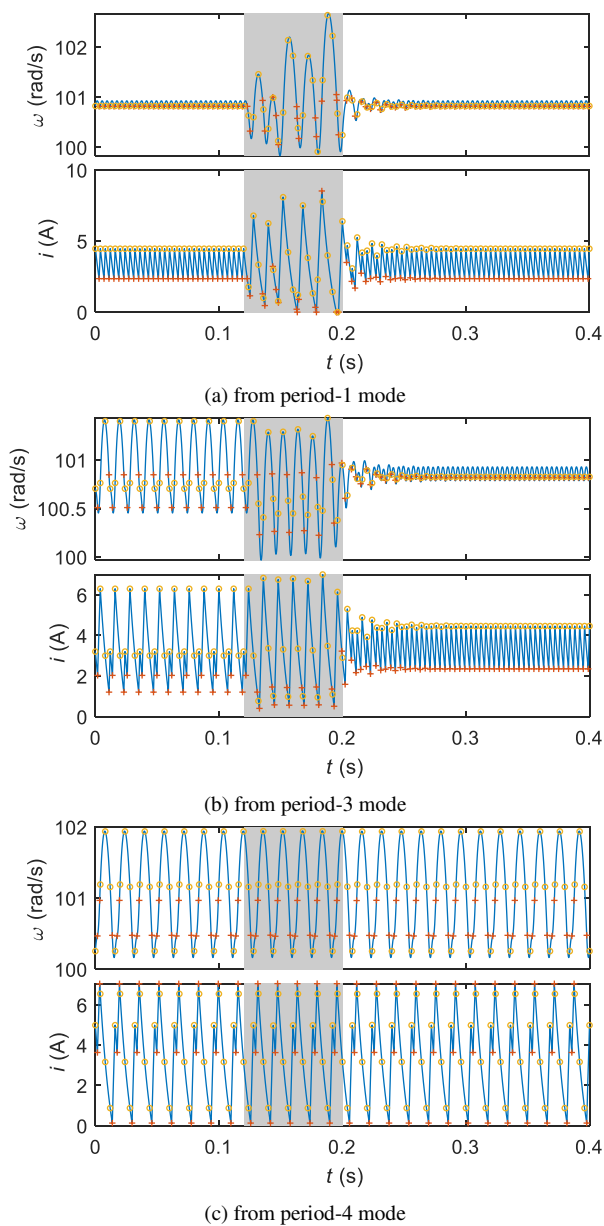 102
101
100
ω (rad/s)
10
5
0
i (A)
0 0.1 0.2 0.3 0.4
t (s)
(a) from period-1 mode
101
100.5
100
ω (rad/s)
6
4
2
0
i (A)
0 0.1 0.2 0.3 0.4
t (s)
(b) from period-3 mode
102
101
100
ω (rad/s)
6
4
2
0
i (A)
0 0.1 0.2 0.3 0.4
t (s)
(c) from period-4 mode